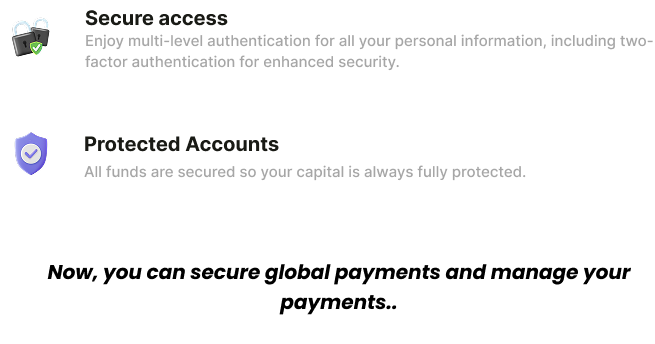 Secure access
Enjoy multi-level authentication for all your personal information, including two-
factor authentication for enhanced security.
Protected Accounts
All funds are secured so your capital is always fully protected.
Now, you can secure global payments and manage your
payments..